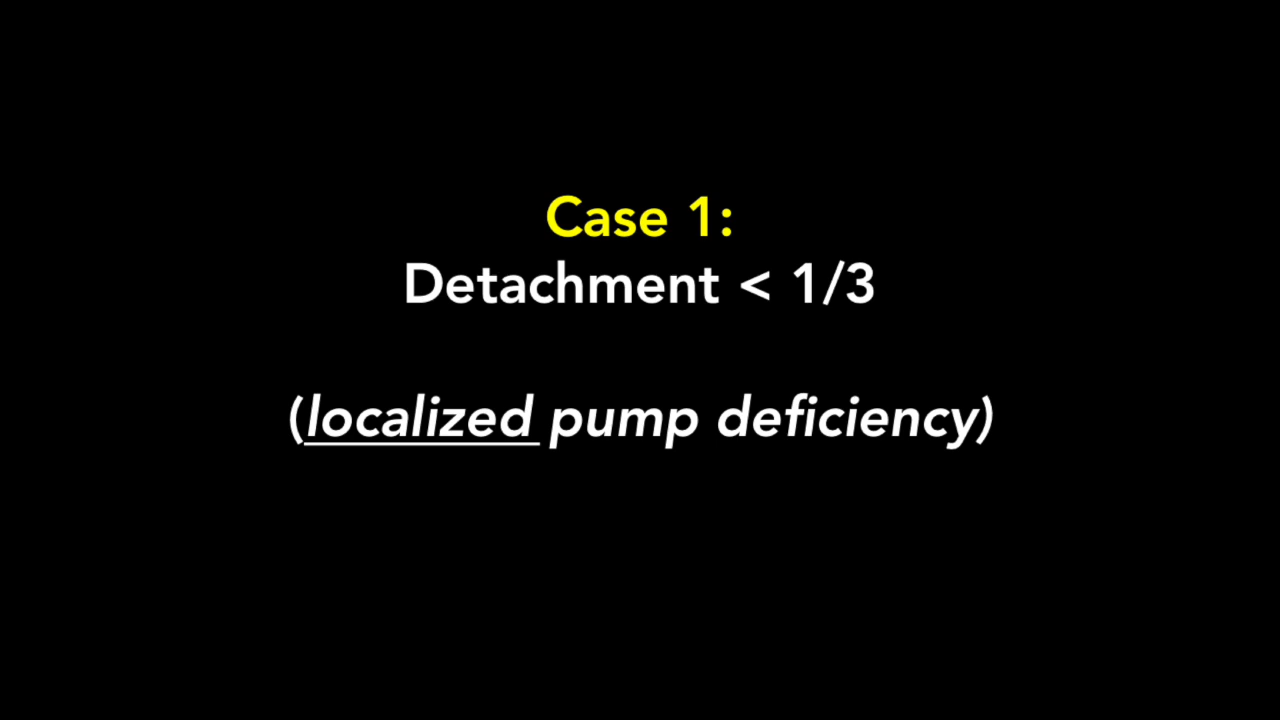 Case 1:
Detachment < 1/3
(localized pump deficiency)